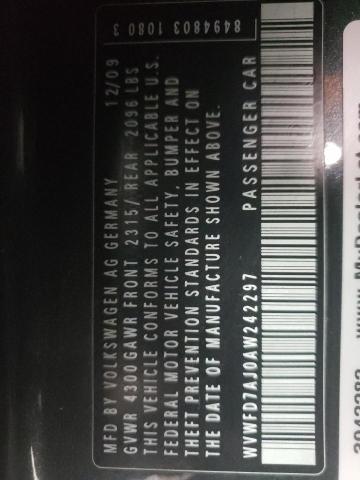 8494803 1080 3
MFD BY VOLKSWAGEN AG GERMANY 12/09
GVWR 4300GAWR FRONT 2315/ REAR 2096 LBS
THIS VEHICLE CONFORMS TO ALL APPLICABLE U.S.
FEDERAL MOTOR VEHICLE SAFETY, BUMPER AND
THEFT PREVENTION STANDARDS IN EFFECT ON
THE DATE OF MANUFACTURE SHOWN ABOVE.
WVWFD7AJ0AW242297 PASSENGER CAR